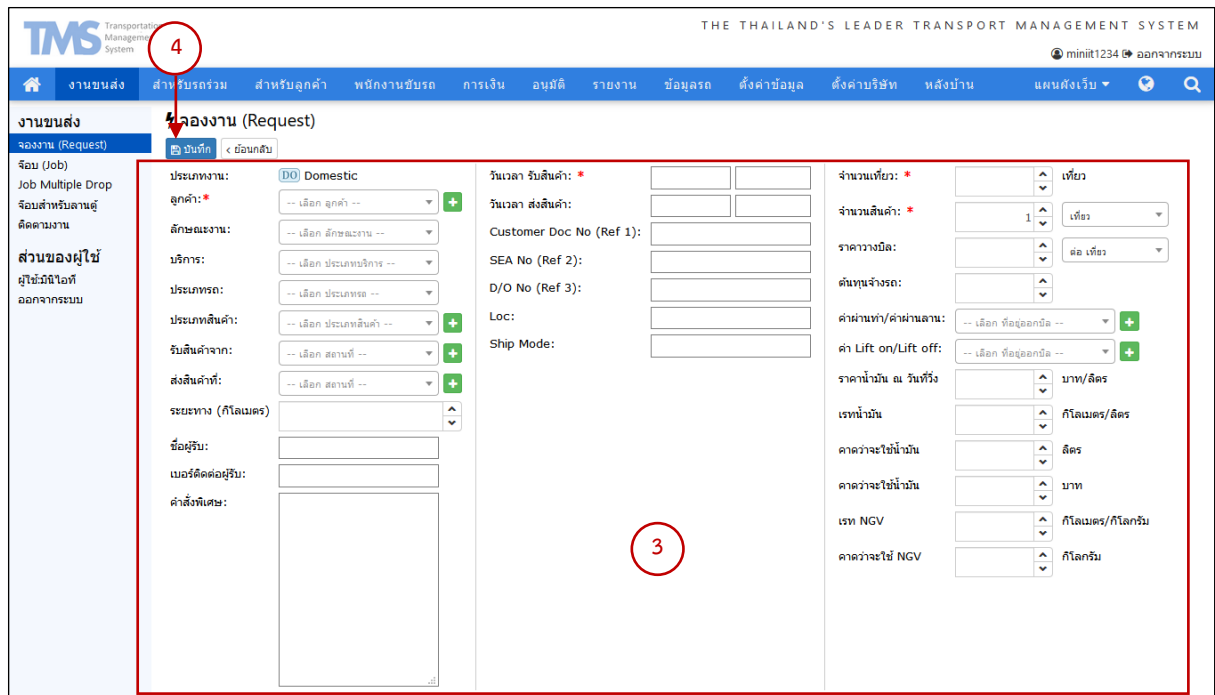 TMS Transportation
Management
System
THE THAILAND'S LEADER TRANSPORT MANAGEMENT SYSTEM
miniit1234 ออกจากระบบ
4
งานขนส่ง สำหรับรถร่วม สำหรับลูกค้า พนักงานขับรถ การเงิน อนุมัติ รายงาน ข้อมูลรถ ตั้งค่าข้อมูล ตั้งค่าบริษัท หลังบ้าน แผนผังเว็บ
งานขนส่ง
จองงาน (Request)
จ๊อบ (Job)
Job Multiple Drop
จ๊อบสำหรับลานตู้
ติดตามงาน
ส่วนของผู้ใช้
ผู้ใช้:มินิไอที
ออกจากระบบ
จองงาน (Request)
บันทึก < ย้อนกลับ
ประเภทงาน: DO Domestic
ลูกค้า:* -- เลือก ลูกค้า --
ลักษณะงาน: -- เลือก ลักษณะงาน --
บริการ: -- เลือก ประเภทบริการ --
ประเภทรถ: -- เลือก ประเภทรถ --
ประเภทสินค้า: -- เลือก ประเภทสินค้า --
รับสินค้าจาก: -- เลือก สถานที่ --
ส่งสินค้าที่: -- เลือก สถานที่ --
ระยะทาง (กิโลเมตร)
ชื่อผู้รับ:
เบอร์ติดต่อผู้รับ:
คำสั่งพิเศษ:
วันเวลา รับสินค้า: *
วันเวลา ส่งสินค้า:
Customer Doc No (Ref 1):
SEA No (Ref 2):
D/O No (Ref 3):
Loc:
Ship Mode:
3
จำนวนเที่ยว: * เที่ยว
จำนวนสินค้า: * 1 เที่ยว
ราคาวางบิล: ต่อ เที่ยว
ต้นทุนจ้างรถ:
ค่าผ่านท่า/ค่าผ่านลาน: -- เลือก ที่อยู่ออกบิล --
ค่า Lift on/Lift off: -- เลือก ที่อยู่ออกบิล --
ราคาน้ำมัน ณ วันที่วิ่ง บาท/ลิตร
เรทน้ำมัน กิโลเมตร/ลิตร
คาดว่าจะใช้น้ำมัน ลิตร
คาดว่าจะใช้น้ำมัน บาท
เรท NGV กิโลเมตร/กิโลกรัม
คาดว่าจะใช้ NGV กิโลกรัม